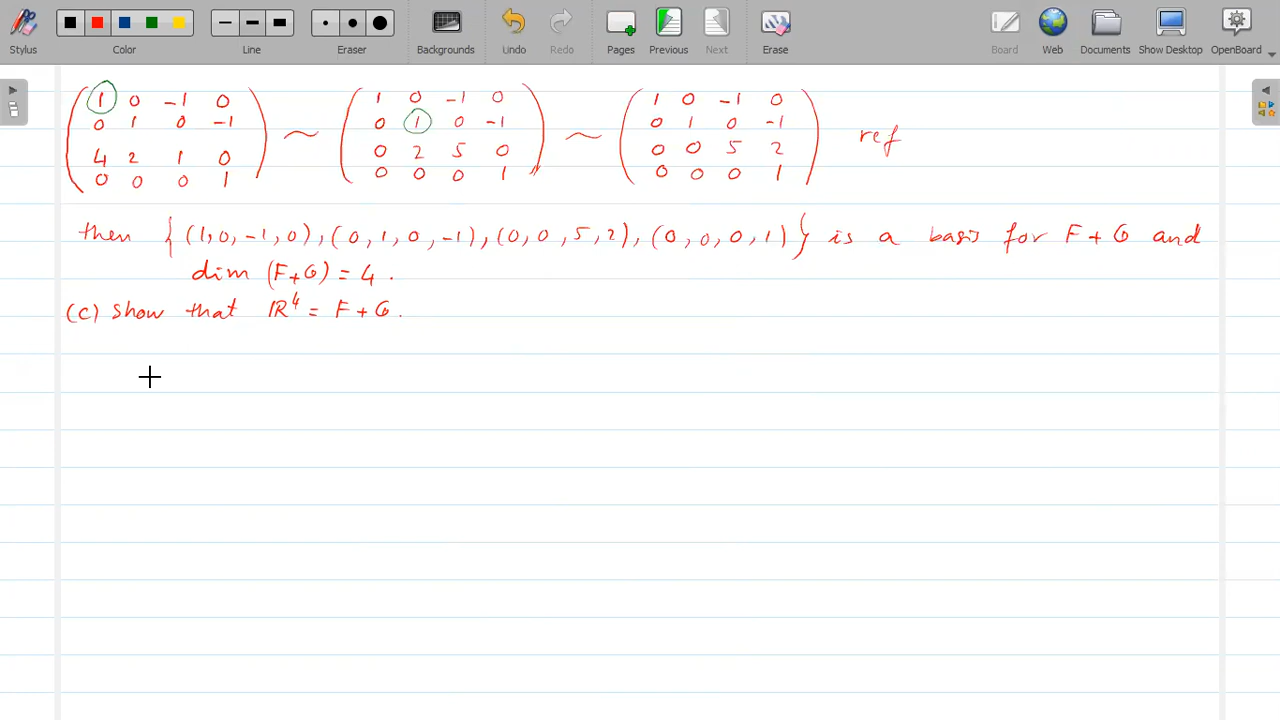 Stylus Color Line Eraser Backgrounds Undo Redo Pages Previous Next Erase Board Web Documents Show Desktop OpenBoard
1 0 -1 0 1 0 -1 0 1 0 -1 0
0 1 0 -1 ~ 0 1 0 -1 ~ 0 1 0 -1 ref
4 2 1 0 0 2 5 0 0 0 5 2
0 0 0 1 0 0 0 1 0 0 0 1
then { (1,0,-1,0), (0,1,0,-1), (0,0,5,2), (0,0,0,1) } is a basis for F+G and
dim (F+G) = 4.
(c) Show that ℝ⁴ = F + G.